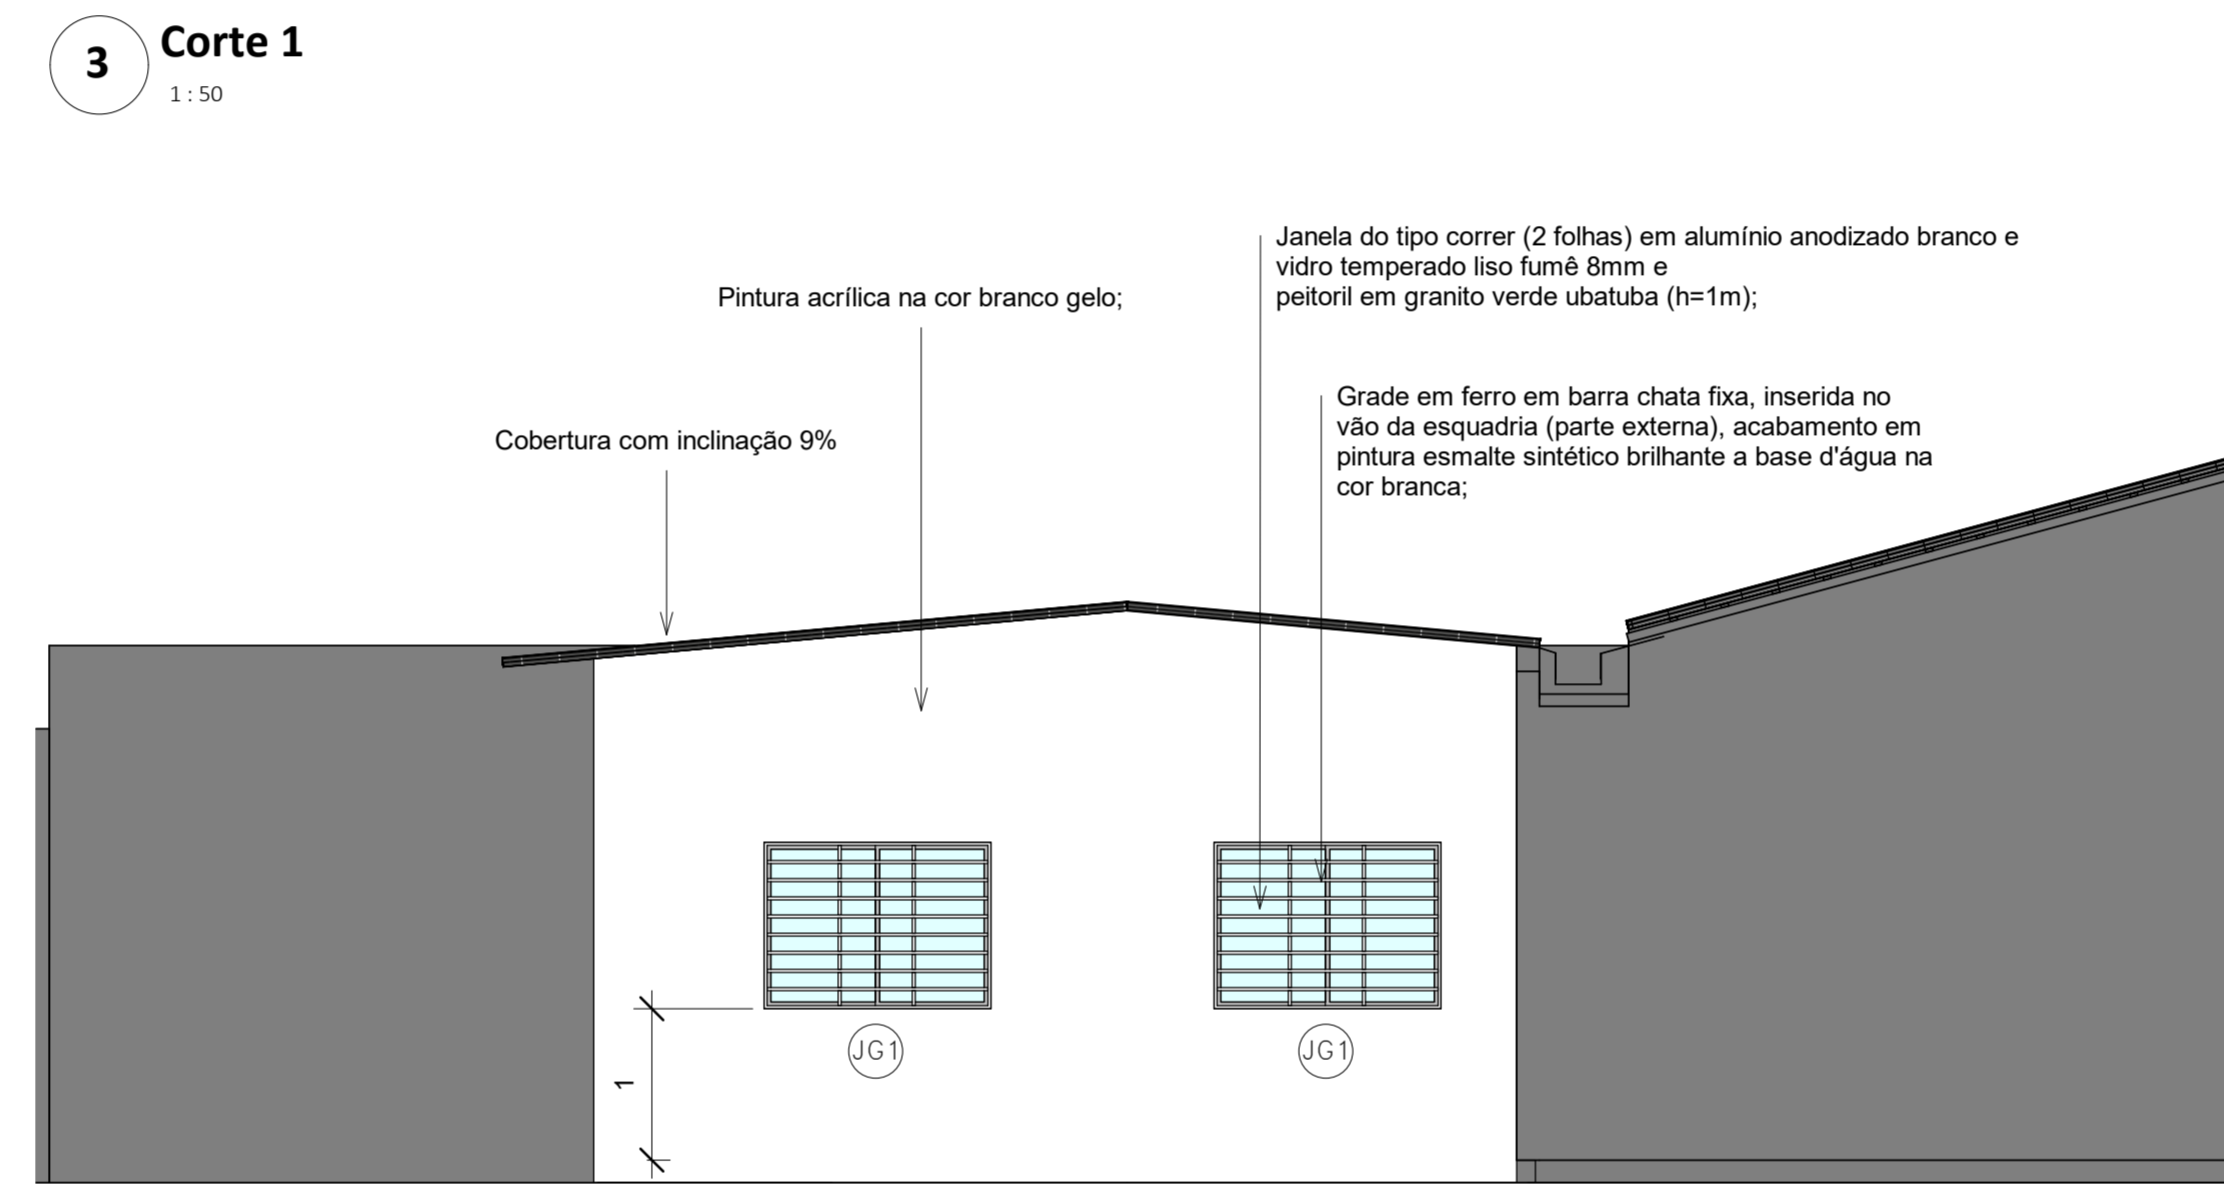 3
Corte 1
1 : 50
Janela do tipo correr (2 folhas) em alumínio anodizado branco e
vidro temperado liso fumê 8mm e
peitoril em granito verde ubatuba (h=1m);
Pintura acrílica na cor branco gelo;
Grade em ferro em barra chata fixa, inserida no
vão da esquadria (parte externa), acabamento em
pintura esmalte sintético brilhante a base d'água na
cor branca;
Cobertura com inclinação 9%
JG1
JG1
1